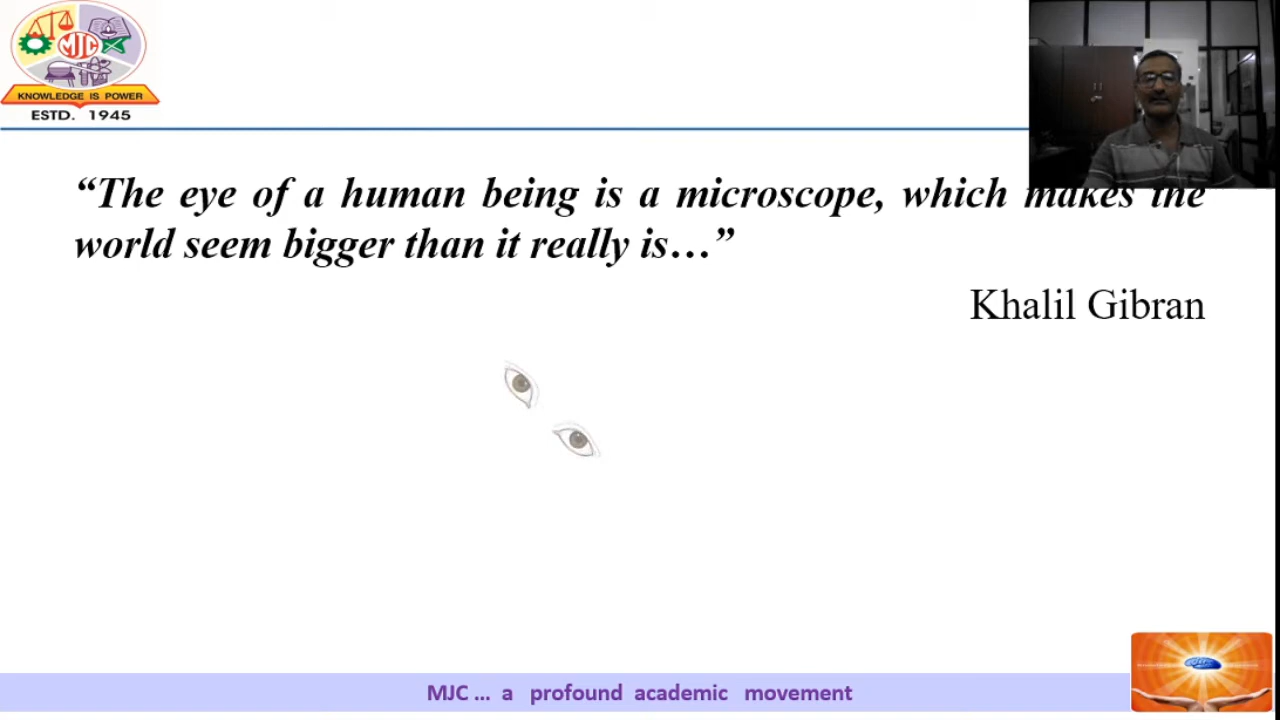 MJC
KNOWLEDGE IS POWER
ESTD. 1945
“The eye of a human being is a microscope, which makes the
world seem bigger than it really is…”
Khalil Gibran
MJC ... a profound academic movement